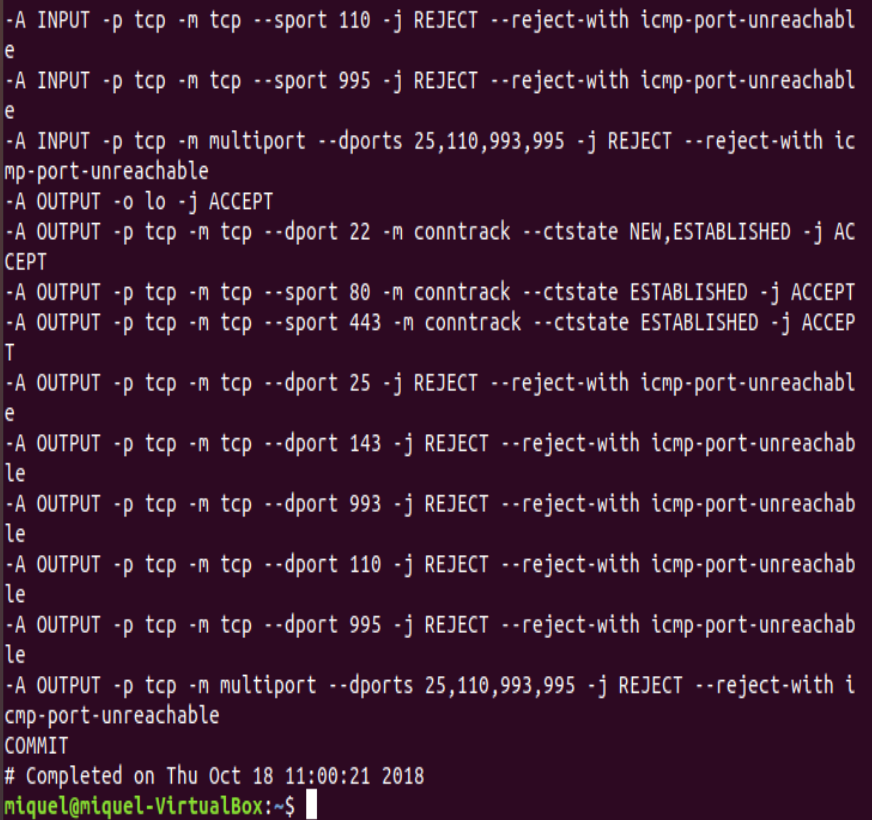 -A INPUT -p tcp -m tcp --sport 110 -j REJECT --reject-with icmp-port-unreachabl
e
-A INPUT -p tcp -m tcp --sport 995 -j REJECT --reject-with icmp-port-unreachabl
e
-A INPUT -p tcp -m multiport --dports 25,110,993,995 -j REJECT --reject-with ic
mp-port-unreachable
-A OUTPUT -o lo -j ACCEPT
-A OUTPUT -p tcp -m tcp --dport 22 -m conntrack --ctstate NEW,ESTABLISHED -j AC
CEPT
-A OUTPUT -p tcp -m tcp --sport 80 -m conntrack --ctstate ESTABLISHED -j ACCEPT
-A OUTPUT -p tcp -m tcp --sport 443 -m conntrack --ctstate ESTABLISHED -j ACCEP
T
-A OUTPUT -p tcp -m tcp --dport 25 -j REJECT --reject-with icmp-port-unreachabl
e
-A OUTPUT -p tcp -m tcp --dport 143 -j REJECT --reject-with icmp-port-unreachab
le
-A OUTPUT -p tcp -m tcp --dport 993 -j REJECT --reject-with icmp-port-unreachab
le
-A OUTPUT -p tcp -m tcp --dport 110 -j REJECT --reject-with icmp-port-unreachab
le
-A OUTPUT -p tcp -m tcp --dport 995 -j REJECT --reject-with icmp-port-unreachab
le
-A OUTPUT -p tcp -m multiport --dports 25,110,993,995 -j REJECT --reject-with i
cmp-port-unreachable
COMMIT
# Completed on Thu Oct 18 11:00:21 2018
miquel@miquel-VirtualBox:~$